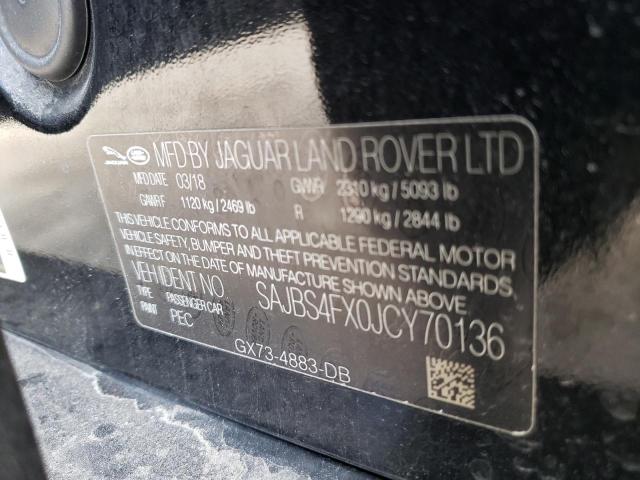 JAGUAR LAND ROVER MFD BY JAGUAR LAND ROVER LTD
MFD DATE 03/18 GVWR 2310 kg / 5093 lb
GAWR F 1120 kg / 2469 lb R 1290 kg / 2844 lb
THIS VEHICLE CONFORMS TO ALL APPLICABLE FEDERAL MOTOR
VEHICLE SAFETY, BUMPER AND THEFT PREVENTION STANDARDS,
IN EFFECT ON THE DATE OF MANUFACTURE SHOWN ABOVE
VEH IDENT NO SAJBS4FX0JCY70136
TYPE PASSENGER CAR
PAINT PEC
GX73-4883-DB